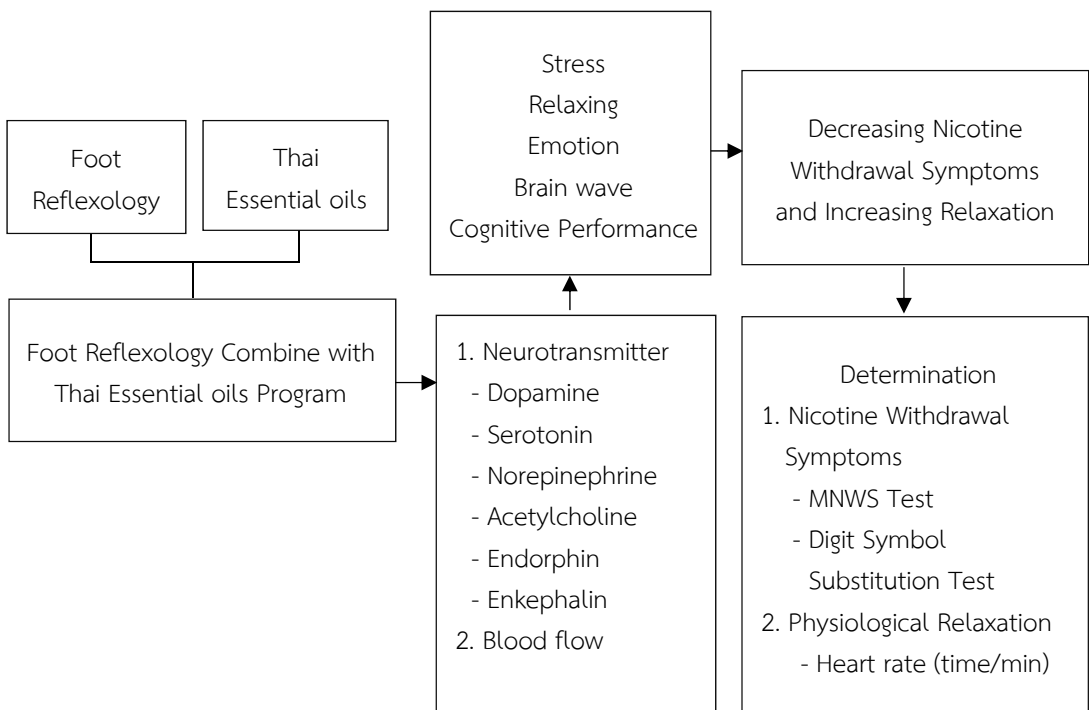 Foot
Reflexology
Thai
Essential oils
Foot Reflexology Combine with
Thai Essential oils Program
1. Neurotransmitter
- Dopamine
- Serotonin
- Norepinephrine
- Acetylcholine
- Endorphin
- Enkephalin
2. Blood flow
Stress
Relaxing
Emotion
Brain wave
Cognitive Performance
Decreasing Nicotine
Withdrawal Symptoms
and Increasing Relaxation
Determination
1. Nicotine Withdrawal
Symptoms
- MNWS Test
- Digit Symbol
Substitution Test
2. Physiological Relaxation
- Heart rate (time/min)